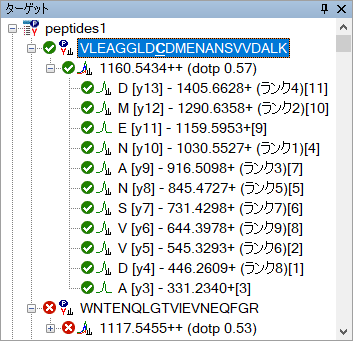 ターゲット
peptides1
VLEAGGLDCDMENANSVVDALK
1160.5434++ (dotp 0.57)
D [y13] - 1405.6628+ (ランク4)[11]
M [y12] - 1290.6358+ (ランク2)[10]
E [y11] - 1159.5953+[9]
N [y10] - 1030.5527+ (ランク1)[4]
A [y9] - 916.5098+ (ランク3)[7]
N [y8] - 845.4727+ (ランク5)[5]
S [y7] - 731.4298+ (ランク7)[6]
V [y6] - 644.3978+ (ランク9)[8]
V [y5] - 545.3293+ (ランク6)[2]
D [y4] - 446.2609+ (ランク8)[1]
A [y3] - 331.2340+[3]
WNTENQLGTVIEVNEQFGR
1117.5455++ (dotp 0.53)